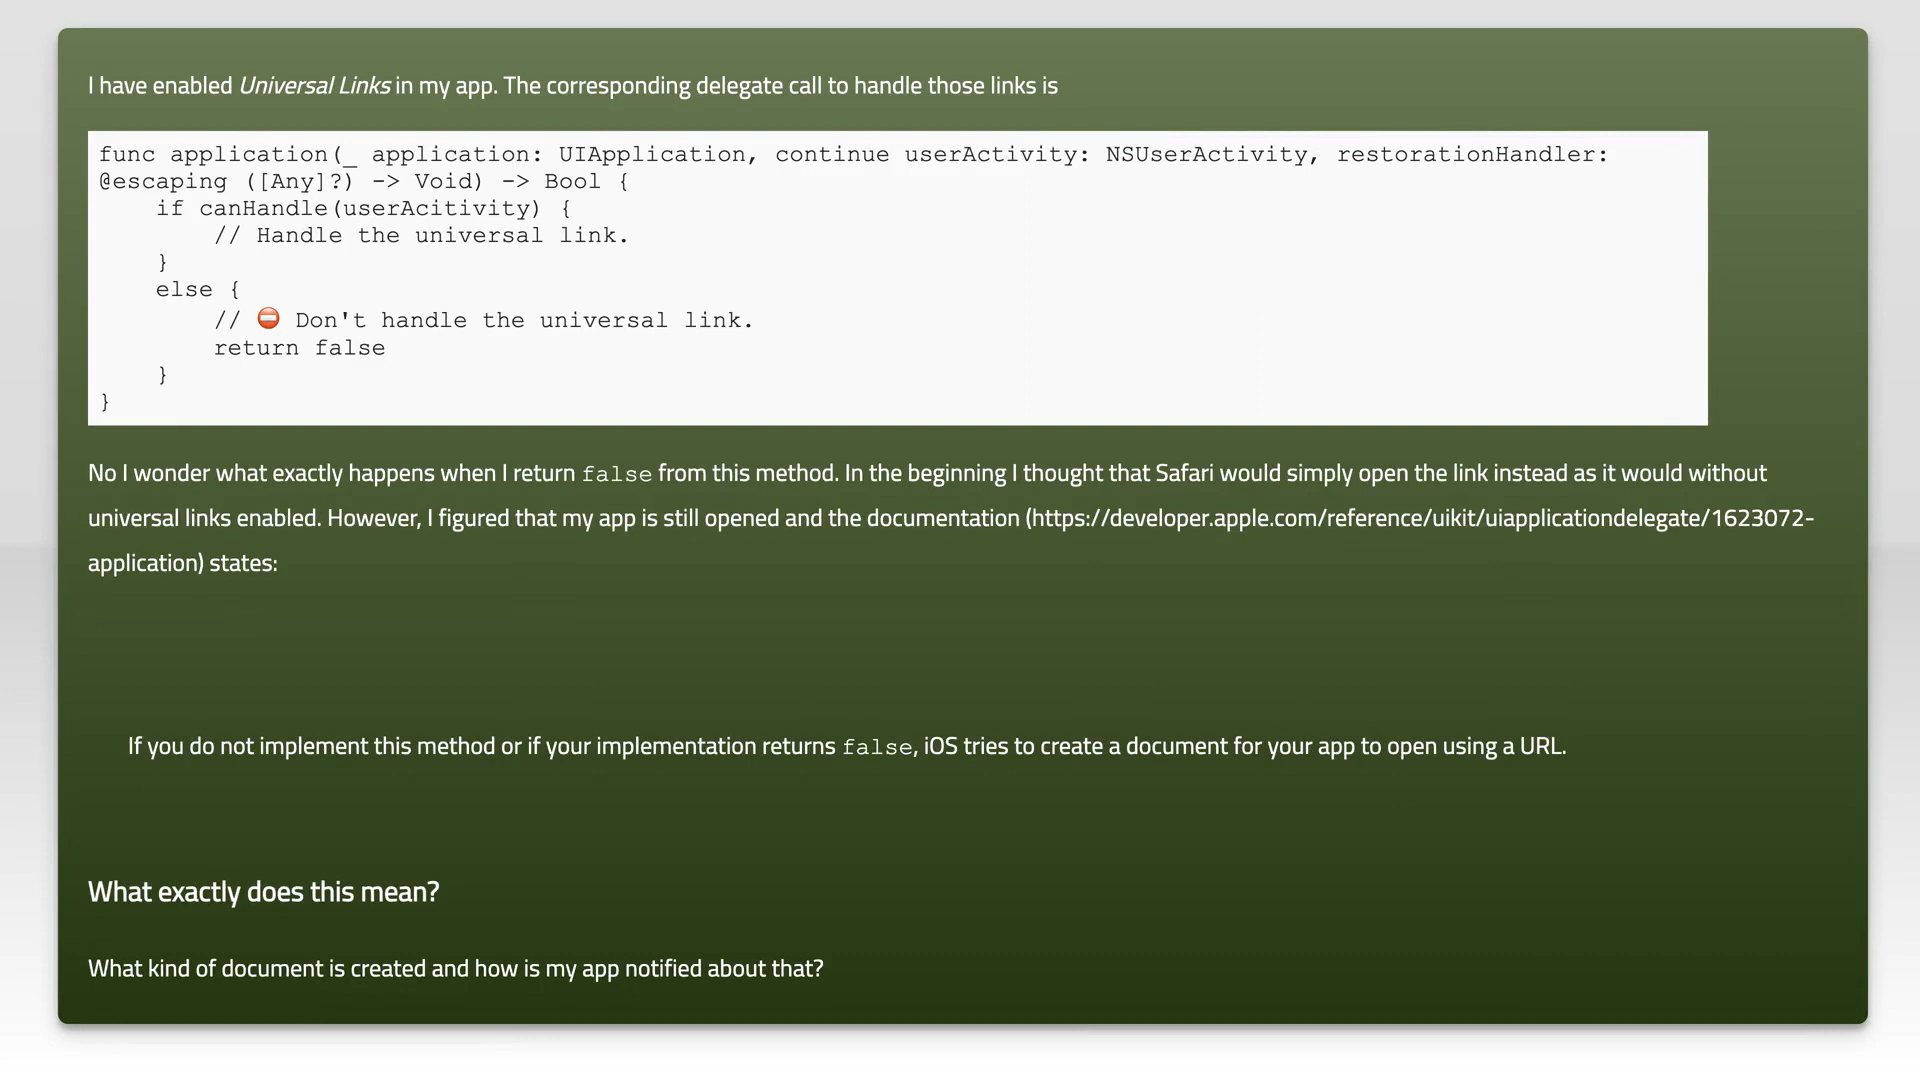 I have enabled Universal Links in my app. The corresponding delegate call to handle those links is
func application(_ application: UIApplication, continue userActivity: NSUserActivity, restorationHandler:
@escaping ([Any]?) -> Void) -> Bool {
    if canHandle(userAcitivity) {
        // Handle the universal link.
    }
    else {
        // ⛔ Don't handle the universal link.
        return false
    }
}
No I wonder what exactly happens when I return false from this method. In the beginning I thought that Safari would simply open the link instead as it would without
universal links enabled. However, I figured that my app is still opened and the documentation (https://developer.apple.com/reference/uikit/uiapplicationdelegate/1623072-
application) states:
If you do not implement this method or if your implementation returns false, iOS tries to create a document for your app to open using a URL.
What exactly does this mean?
What kind of document is created and how is my app notified about that?